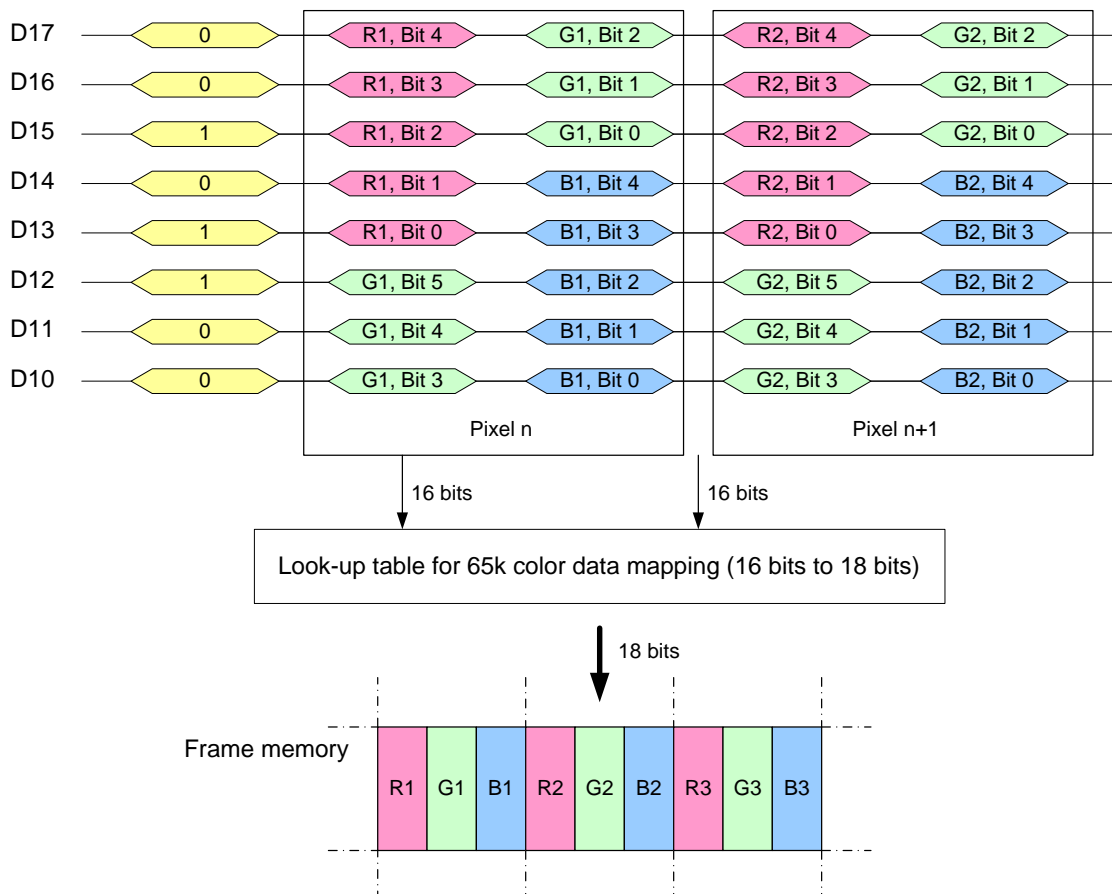 D17 0 R1, Bit 4 G1, Bit 2 R2, Bit 4 G2, Bit 2
D16 0 R1, Bit 3 G1, Bit 1 R2, Bit 3 G2, Bit 1
D15 1 R1, Bit 2 G1, Bit 0 R2, Bit 2 G2, Bit 0
D14 0 R1, Bit 1 B1, Bit 4 R2, Bit 1 B2, Bit 4
D13 1 R1, Bit 0 B1, Bit 3 R2, Bit 0 B2, Bit 3
D12 1 G1, Bit 5 B1, Bit 2 G2, Bit 5 B2, Bit 2
D11 0 G1, Bit 4 B1, Bit 1 G2, Bit 4 B2, Bit 1
D10 0 G1, Bit 3 B1, Bit 0 G2, Bit 3 B2, Bit 0
Pixel n Pixel n+1
16 bits 16 bits
Look-up table for 65k color data mapping (16 bits to 18 bits)
18 bits
Frame memory
R1 G1 B1 R2 G2 B2 R3 G3 B3